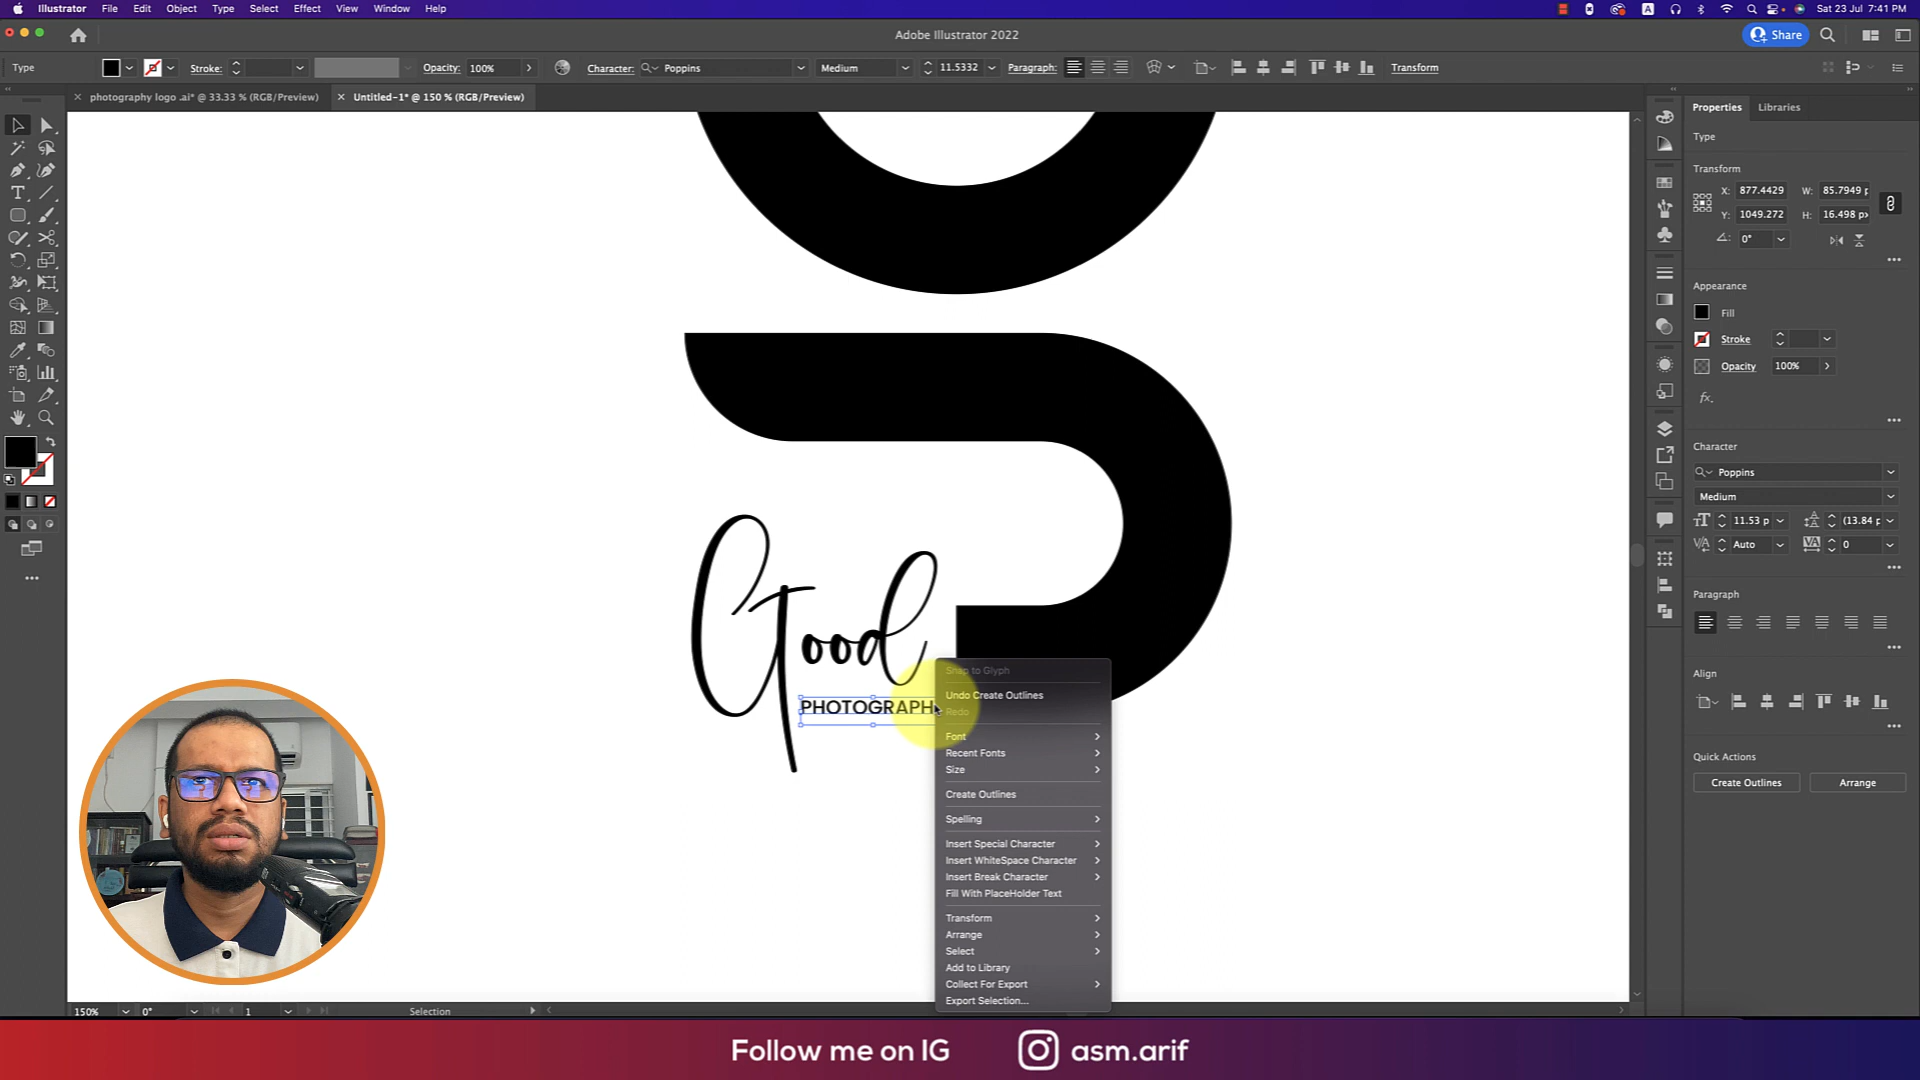 Illustrator File Edit Object Type Select Effect View Window Help
A
Sat 23 Jul 7:41 PM
Adobe Illustrator 2022
Share
Type
Stroke:
Opacity: 100%
Character: Poppins
Medium
11.5332
Paragraph:
Transform
photography logo .ai* @ 33.33 % (RGB/Preview)
Untitled-1* @ 150 % (RGB/Preview)
Properties
Libraries
Type
Transform
X: 877.4429
W: 85.7949 p
Y: 1049.272
H: 16.498 px
0°
Appearance
Fill
Stroke
Opacity 100%
fx.
Character
Poppins
Medium
11.53 p
(13.84 p
Auto
0
Paragraph
Align
Quick Actions
Create Outlines
Arrange
Good
PHOTOGRAPH
Snap to Glyph
Undo Create Outlines
Redo
Font
Recent Fonts
Size
Create Outlines
Spelling
Insert Special Character
Insert WhiteSpace Character
Insert Break Character
Fill With PlaceHolder Text
Transform
Arrange
Select
Add to Library
Collect For Export
Export Selection...
150%
0°
1
Selection
Follow me on IG
asm.arif